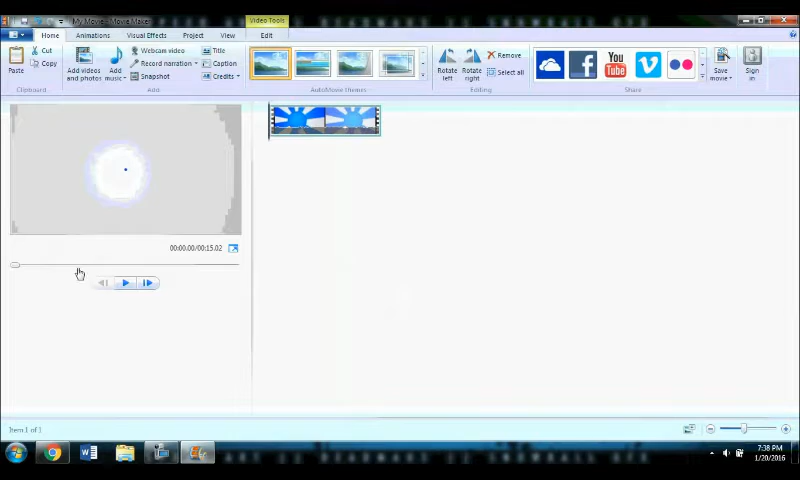 My Movie - Movie Maker
Video Tools
Home Animations Visual Effects Project View Edit
Paste
Cut
Copy
Clipboard
Add videos and photos
Add music
Webcam video
Record narration
Snapshot
Title
Caption
Credits
Add
AutoMovie themes
Rotate left
Rotate right
Remove
Select all
Editing
You Tube
Share
Save movie
Sign in
00:00.00/00:15.02
Item 1 of 1
7:38 PM
1/20/2016